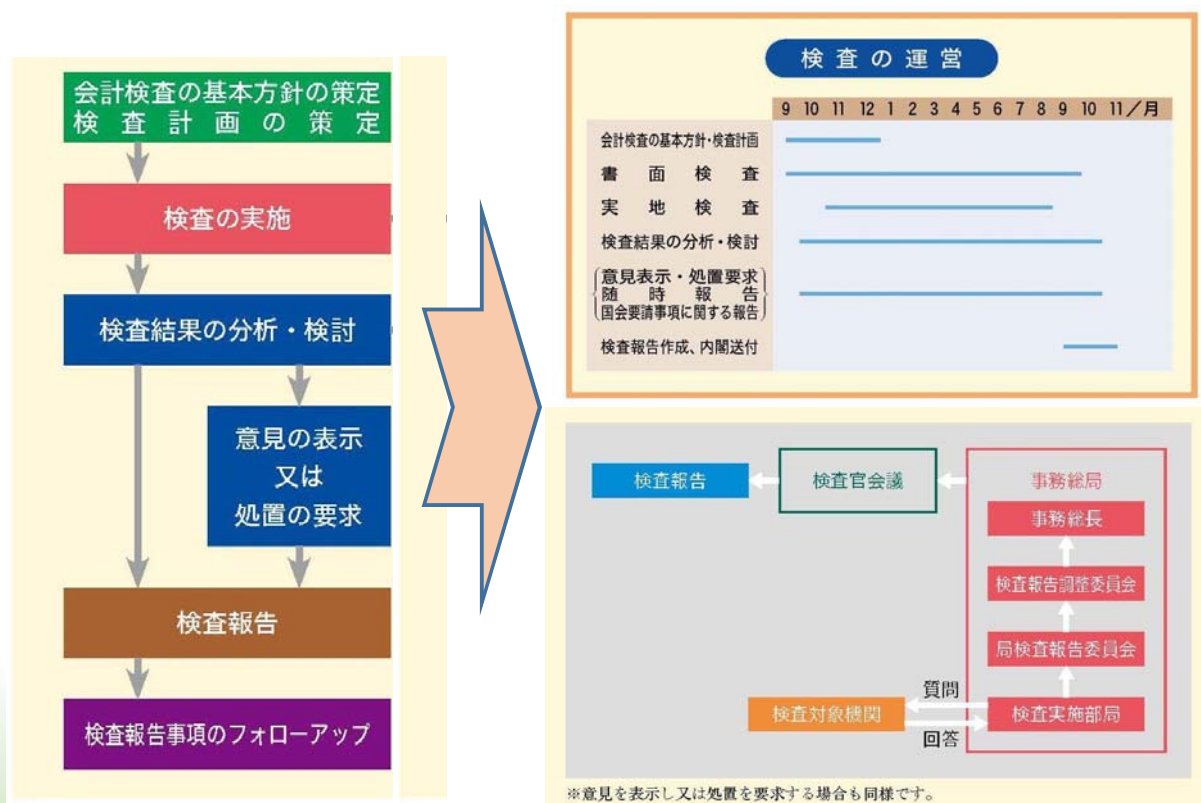 会計検査の基本方針の策定
検査計画の策定
検査の実施
検査結果の分析・検討
意見の表示
又は
処置の要求
検査報告
検査報告事項のフォローアップ
検査の運営
9 10 11 12 1 2 3 4 5 6 7 8 9 10 11/月
会計検査の基本方針・検査計画
書面検査
実地検査
検査結果の分析・検討
意見表示・処置要求
随時報告
国会要請事項に関する報告
検査報告作成、内閣送付
検査報告
検査官会議
事務総局
事務総長
検査報告調整委員会
局検査報告委員会
質問
検査対象機関
検査実施部局
回答
※意見を表示し又は処置を要求する場合も同様です。